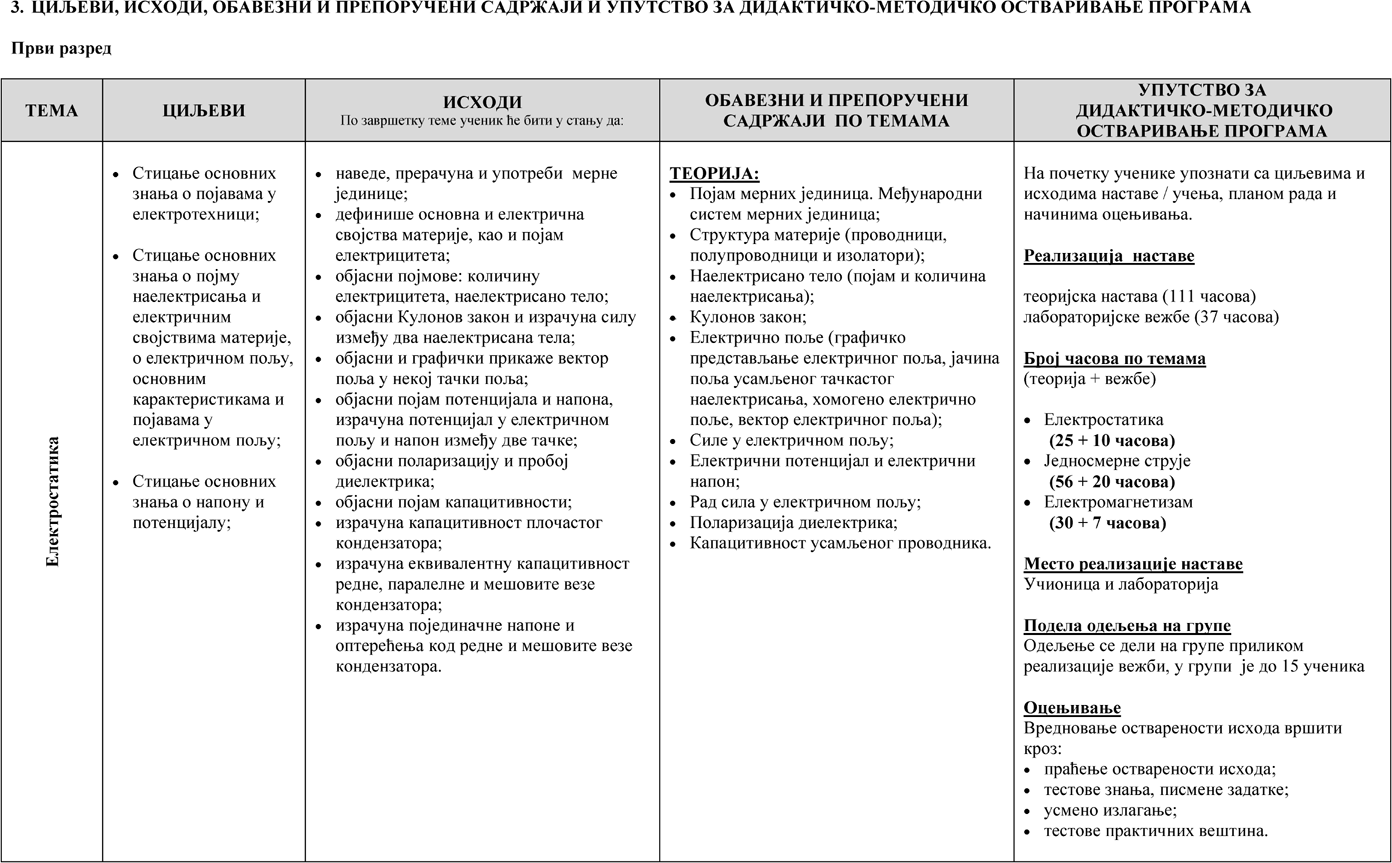 3. ЦИЉЕВИ, ИСХОДИ, ОБАВЕЗНИ И ПРЕПОРУЧЕНИ САДРЖАЈИ И УПУТСТВО ЗА ДИДАКТИЧКО-МЕТОДИЧКО ОСТВАРИВАЊЕ ПРОГРАМА
Први разред
ТЕМА
ЦИЉЕВИ
ИСХОДИ
По завршетку теме ученик ће бити у стању да:
ОБАВЕЗНИ И ПРЕПОРУЧЕНИ
САДРЖАЈИ ПО ТЕМАМА
УПУТСТВО ЗА
ДИДАКТИЧКО-МЕТОДИЧКО
ОСТВАРИВАЊЕ ПРОГРАМА
Електростатика
• Стицање основних
знања о појавама у
електротехници;
• Стицање основних
знања о појму
наелектрисања и
електричним
својствима материје,
о електричном пољу,
основним
карактеристикама и
појавама у
електричном пољу;
• Стицање основних
знања о напону и
потенцијалу;
• наведе, прерачуна и употреби мерне
јединице;
• дефинише основна и електрична
својства материје, као и појам
електрицитета;
• објасни појмове: количину
електрицитета, наелектрисано тело;
• објасни Кулонов закон и израчуна силу
између два наелектрисана тела;
• објасни и графички прикаже вектор
поља у некој тачки поља;
• објасни појам потенцијала и напона,
израчуна потенцијал у електричном
пољу и напон између две тачке;
• објасни поларизацију и пробој
диелектрика;
• објасни појам капацитивности;
• израчуна капацитивност плочастог
кондензатора;
• израчуна еквивалентну капацитивност
редне, паралелне и мешовите везе
кондензатора;
• израчуна појединачне напоне и
оптерећења код редне и мешовите везе
кондензатора.
ТЕОРИЈА:
• Појам мерних јединица. Међународни
систем мерних јединица;
• Структура материје (проводници,
полупроводници и изолатори);
• Наелектрисано тело (појам и количина
наелектрисања);
• Кулонов закон;
• Електрично поље (графичко
представљање електричног поља, јачина
поља усамљеног тачкастог
наелектрисања, хомогено електрично
поље, вектор електричног поља);
• Силе у електричном пољу;
• Електрични потенцијал и електрични
напон;
• Рад сила у електричном пољу;
• Поларизација диелектрика;
• Капацитивност усамљеног проводника.
На почетку ученике упознати са циљевима и
исходима наставе / учења, планом рада и
начинима оцењивања.
Реализација наставе
теоријска настава (111 часова)
лабораторијске вежбе (37 часова)
Број часова по темама
(теорија + вежбе)
• Електростатика
(25 + 10 часова)
• Једносмерне струје
(56 + 20 часова)
• Електромагнетизам
(30 + 7 часова)
Место реализације наставе
Учионица и лабораторија
Подела одељења на групе
Одељење се дели на групе приликом
реализације вежби, у групи је до 15 ученика
Оцењивање
Вредновање остварености исхода вршити
кроз:
• праћење остварености исхода;
• тестове знања, писмене задатке;
• усмено излагање;
• тестове практичних вештина.